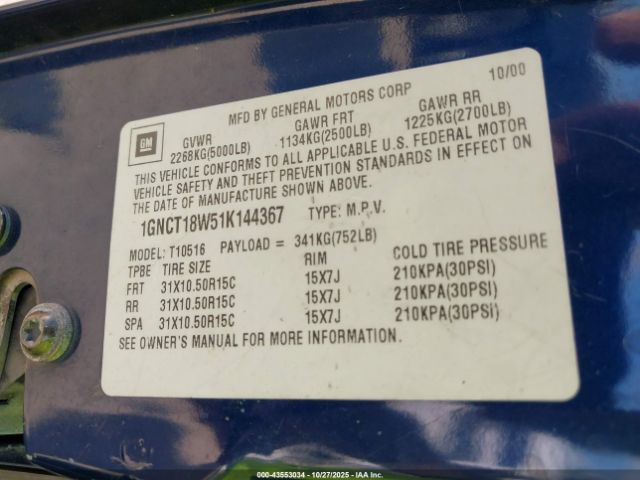 10/00
MFD BY GENERAL MOTORS CORP
GM GVWR GAWR FRT GAWR RR
2268KG(5000LB) 1134KG(2500LB) 1225KG(2700LB)
THIS VEHICLE CONFORMS TO ALL APPLICABLE U.S. FEDERAL MOTOR
VEHICLE SAFETY AND THEFT PREVENTION STANDARDS IN EFFECT ON
THE DATE OF MANUFACTURE SHOWN ABOVE.
1GNCT18W51K144367 TYPE: M.P.V.
MODEL: T10516 PAYLOAD = 341KG(752LB)
TPBE TIRE SIZE RIM COLD TIRE PRESSURE
FRT 31X10.50R15C 15X7J 210KPA(30PSI)
RR 31X10.50R15C 15X7J 210KPA(30PSI)
SPA 31X10.50R15C 15X7J 210KPA(30PSI)
SEE OWNER'S MANUAL FOR MORE INFORMATION.
000-43553034 - 10/27/2025 - IAA Inc.